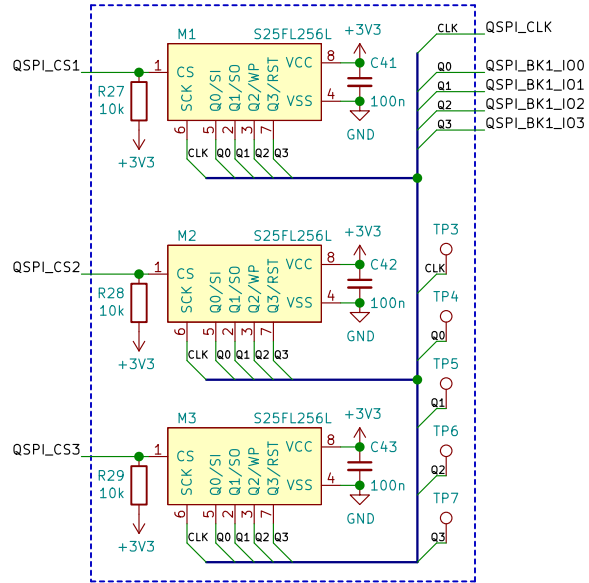 M1 S25FL256L
QSPI_CS1
1 CS
VCC 8
VSS 4
SCK Q0/SI Q1/SO Q2/WP Q3/RST
6 5 2 3 7
CLK Q0 Q1 Q2 Q3
R27
10k
+3V3
+3V3
C41
100n
GND
CLK QSPI_CLK
Q0 QSPI_BK1_IO0
Q1 QSPI_BK1_IO1
Q2 QSPI_BK1_IO2
Q3 QSPI_BK1_IO3
M2 S25FL256L
QSPI_CS2
1 CS
VCC 8
VSS 4
SCK Q0/SI Q1/SO Q2/WP Q3/RST
6 5 2 3 7
CLK Q0 Q1 Q2 Q3
R28
10k
+3V3
+3V3
C42
100n
GND
TP3
CLK
TP4
Q0
TP5
Q1
TP6
Q2
TP7
Q3
M3 S25FL256L
QSPI_CS3
1 CS
VCC 8
VSS 4
SCK Q0/SI Q1/SO Q2/WP Q3/RST
6 5 2 3 7
CLK Q0 Q1 Q2 Q3
R29
10k
+3V3
+3V3
C43
100n
GND